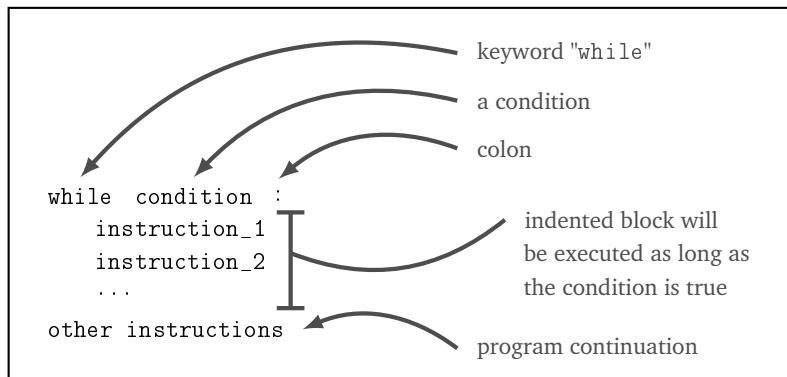 keyword "while"
a condition
colon
while condition :
instruction_1
instruction_2
...
other instructions
indented block will
be executed as long as
the condition is true
program continuation